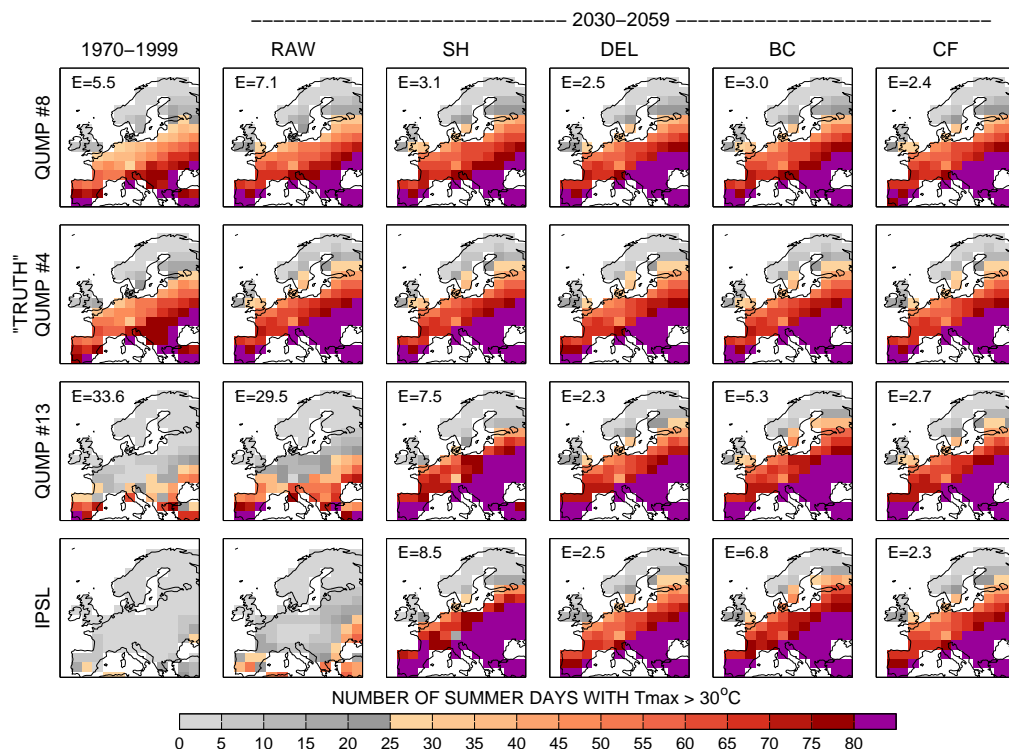 2030–2059
1970–1999 RAW SH DEL BC CF
QUMP #8
E=5.5 E=7.1 E=3.1 E=2.5 E=3.0 E=2.4
"TRUTH"
QUMP #4
QUMP #13
E=33.6 E=29.5 E=7.5 E=2.3 E=5.3 E=2.7
IPSL
E=8.5 E=2.5 E=6.8 E=2.3
NUMBER OF SUMMER DAYS WITH Tmax > 30°C
0 5 10 15 20 25 30 35 40 45 50 55 60 65 70 75 80